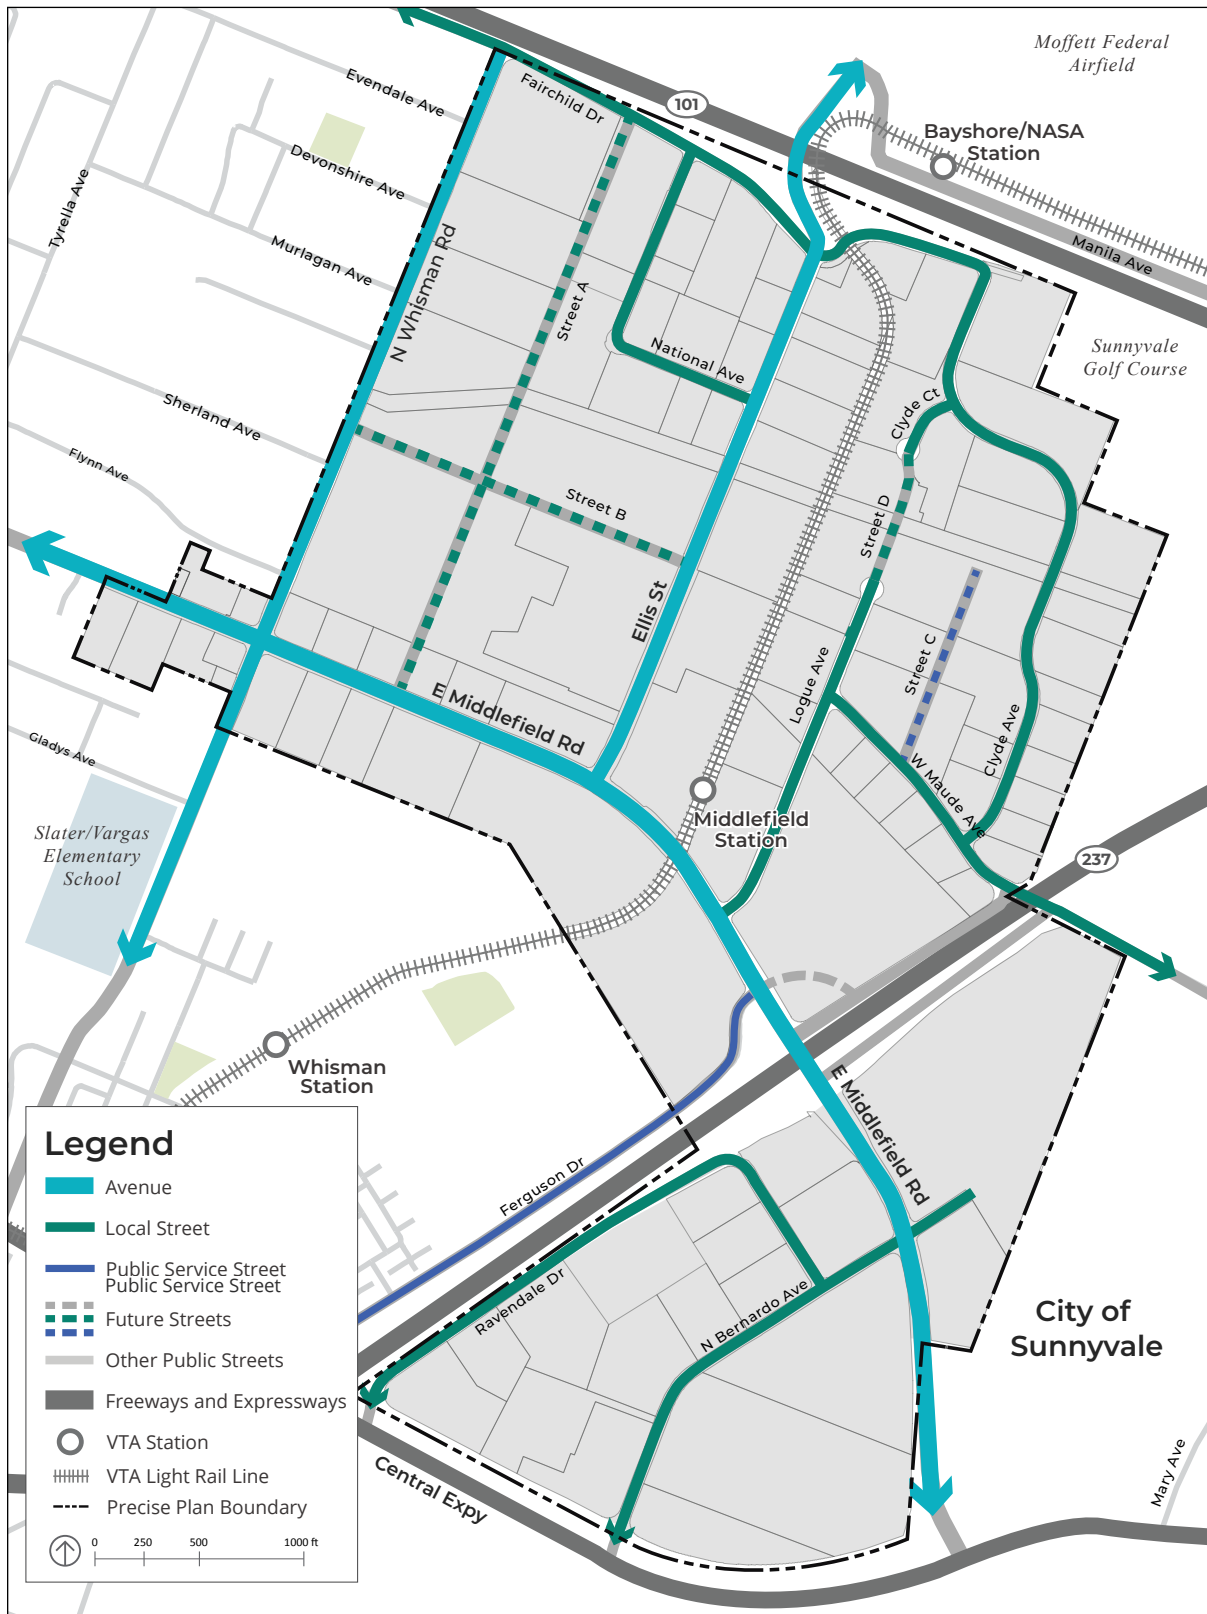 Moffett Federal
Airfield
Evendale Ave
Fairchild Dr
101
Bayshore/NASA
Station
Devonshire Ave
Tyrella Ave
Murlagan Ave
N Whisman Rd
Manila Ave
Street A
National Ave
Sunnyvale
Golf Course
Sherland Ave
Clyde Ct
Flynn Ave
Street B
Street D
Ellis St
Street C
Logue Ave
E Middlefield Rd
Clyde Ave
Gladys Ave
W Maude Ave
Middlefield
Station
Slater/Vargas
Elementary
School
237
Whisman
Station
E Middlefield Rd
Ferguson Dr
Ravendale Dr
N Bernardo Ave
City of
Sunnyvale
Central Expy
Mary Ave
Legend
Avenue
Local Street
Public Service Street
Public Service Street
Future Streets
Other Public Streets
Freeways and Expressways
VTA Station
VTA Light Rail Line
Precise Plan Boundary
0 250 500 1000 ft